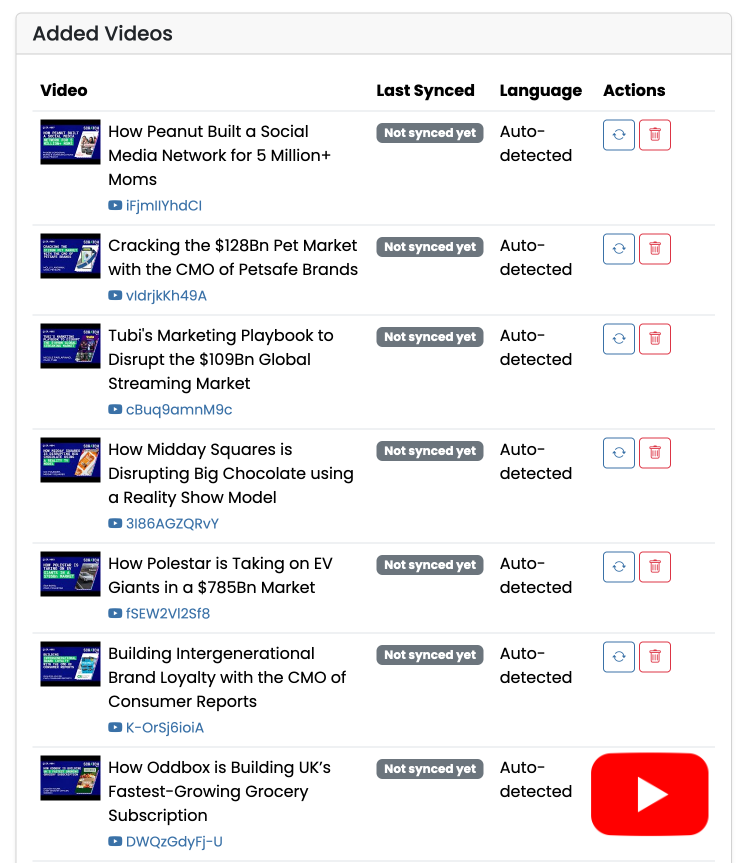 Added Videos
Video Last Synced Language Actions
How Peanut Built a Social Not synced yet Auto-
Media Network for 5 Million+ detected
Moms
iFjmIIYhdCI
Cracking the $128Bn Pet Market Not synced yet Auto-
with the CMO of Petsafe Brands detected
vIdrjkKh49A
Tubi's Marketing Playbook to Not synced yet Auto-
Disrupt the $109Bn Global detected
Streaming Market
cBuq9amnM9c
How Midday Squares is Not synced yet Auto-
Disrupting Big Chocolate using detected
a Reality Show Model
3I86AGZQRvY
How Polestar is Taking on EV Not synced yet Auto-
Giants in a $785Bn Market detected
fSEW2VI2Sf8
Building Intergenerational Not synced yet Auto-
Brand Loyalty with the CMO of detected
Consumer Reports
K-OrSj6ioiA
How Oddbox is Building UK’s Not synced yet Auto-
Fastest-Growing Grocery detected
Subscription
DWQzGdyFj-U